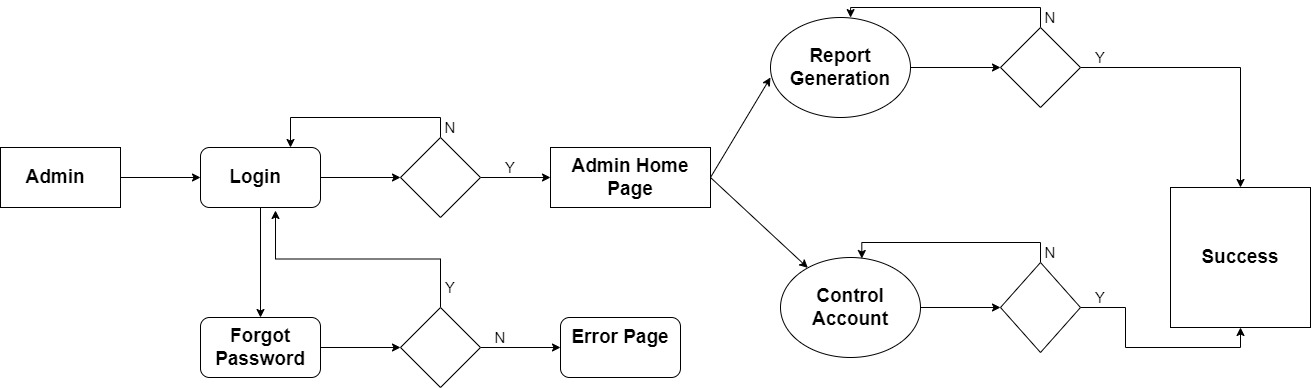 N
Report
Generation
Y
N
Admin
Login
Y
Admin Home
Page
N
Success
Control
Account
Y
Y
Forgot
Password
N
Error Page